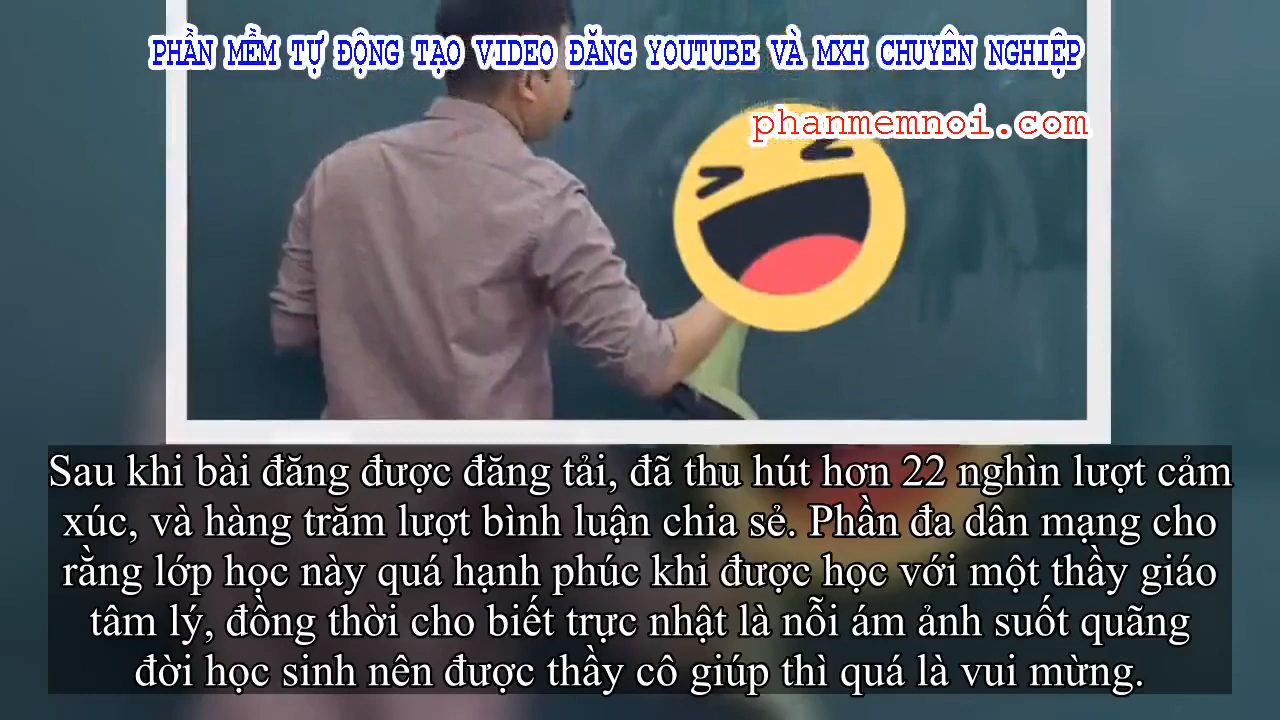 PHẦN MỀM TỰ ĐỘNG TẠO VIDEO ĐĂNG YOUTUBE VÀ MXH CHUYÊN NGHIỆP
phanmemnoi.com
Sau khi bài đăng được đăng tải, đã thu hút hơn 22 nghìn lượt cảm
xúc, và hàng trăm lượt bình luận chia sẻ. Phần đa dân mạng cho
rằng lớp học này quá hạnh phúc khi được học với một thầy giáo
tâm lý, đồng thời cho biết trực nhật là nỗi ám ảnh suốt quãng
đời học sinh nên được thầy cô giúp thì quá là vui mừng.